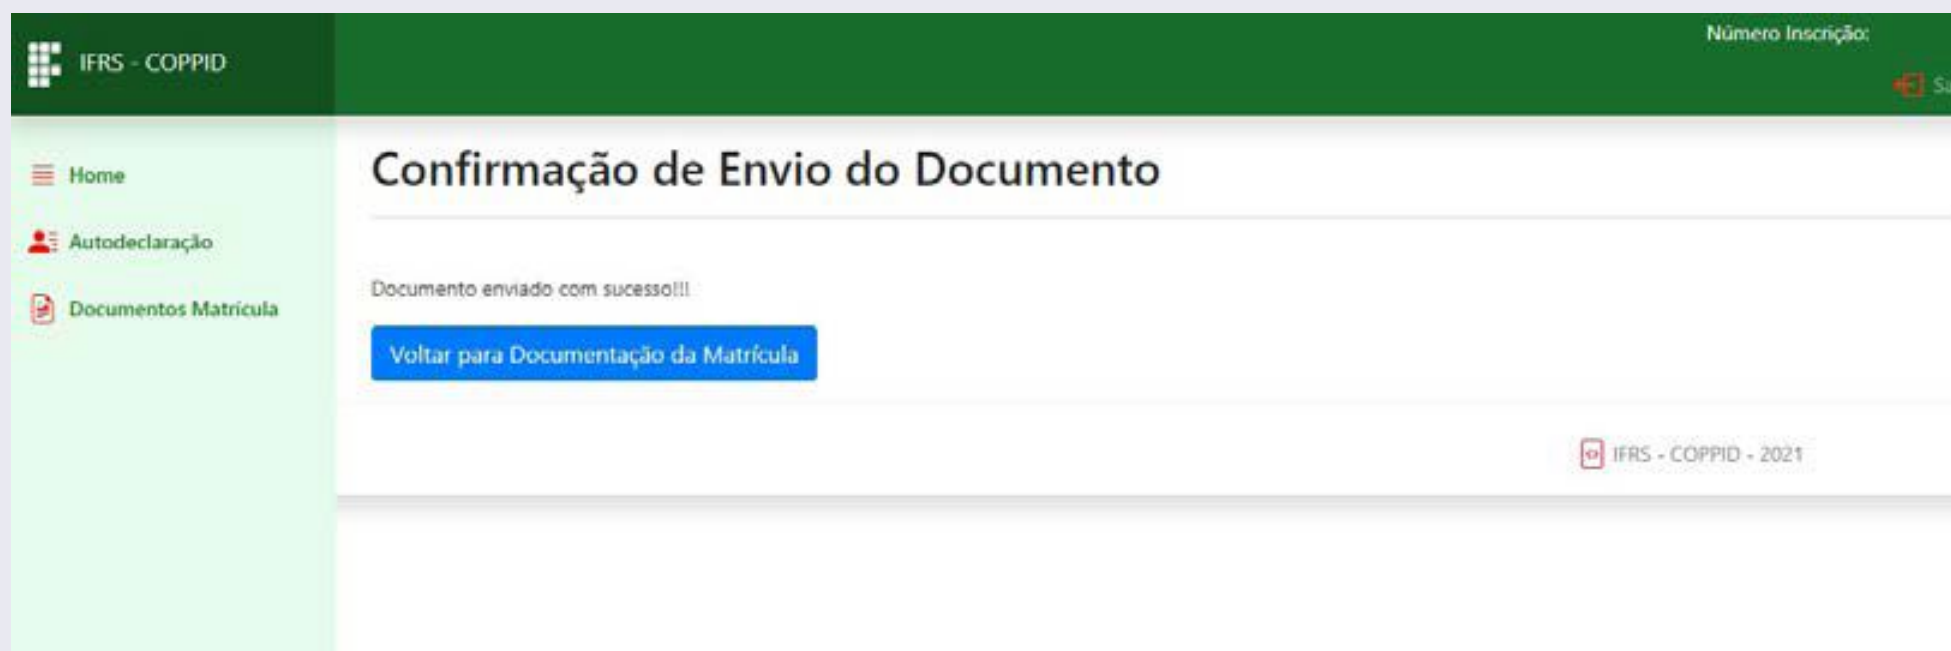 IFRS - COPPID
Número Inscrição:
Home
Autodeclaração
Documentos Matrícula
Confirmação de Envio do Documento
Documento enviado com sucesso!!!
Voltar para Documentação da Matrícula
IFRS - COPPID - 2021